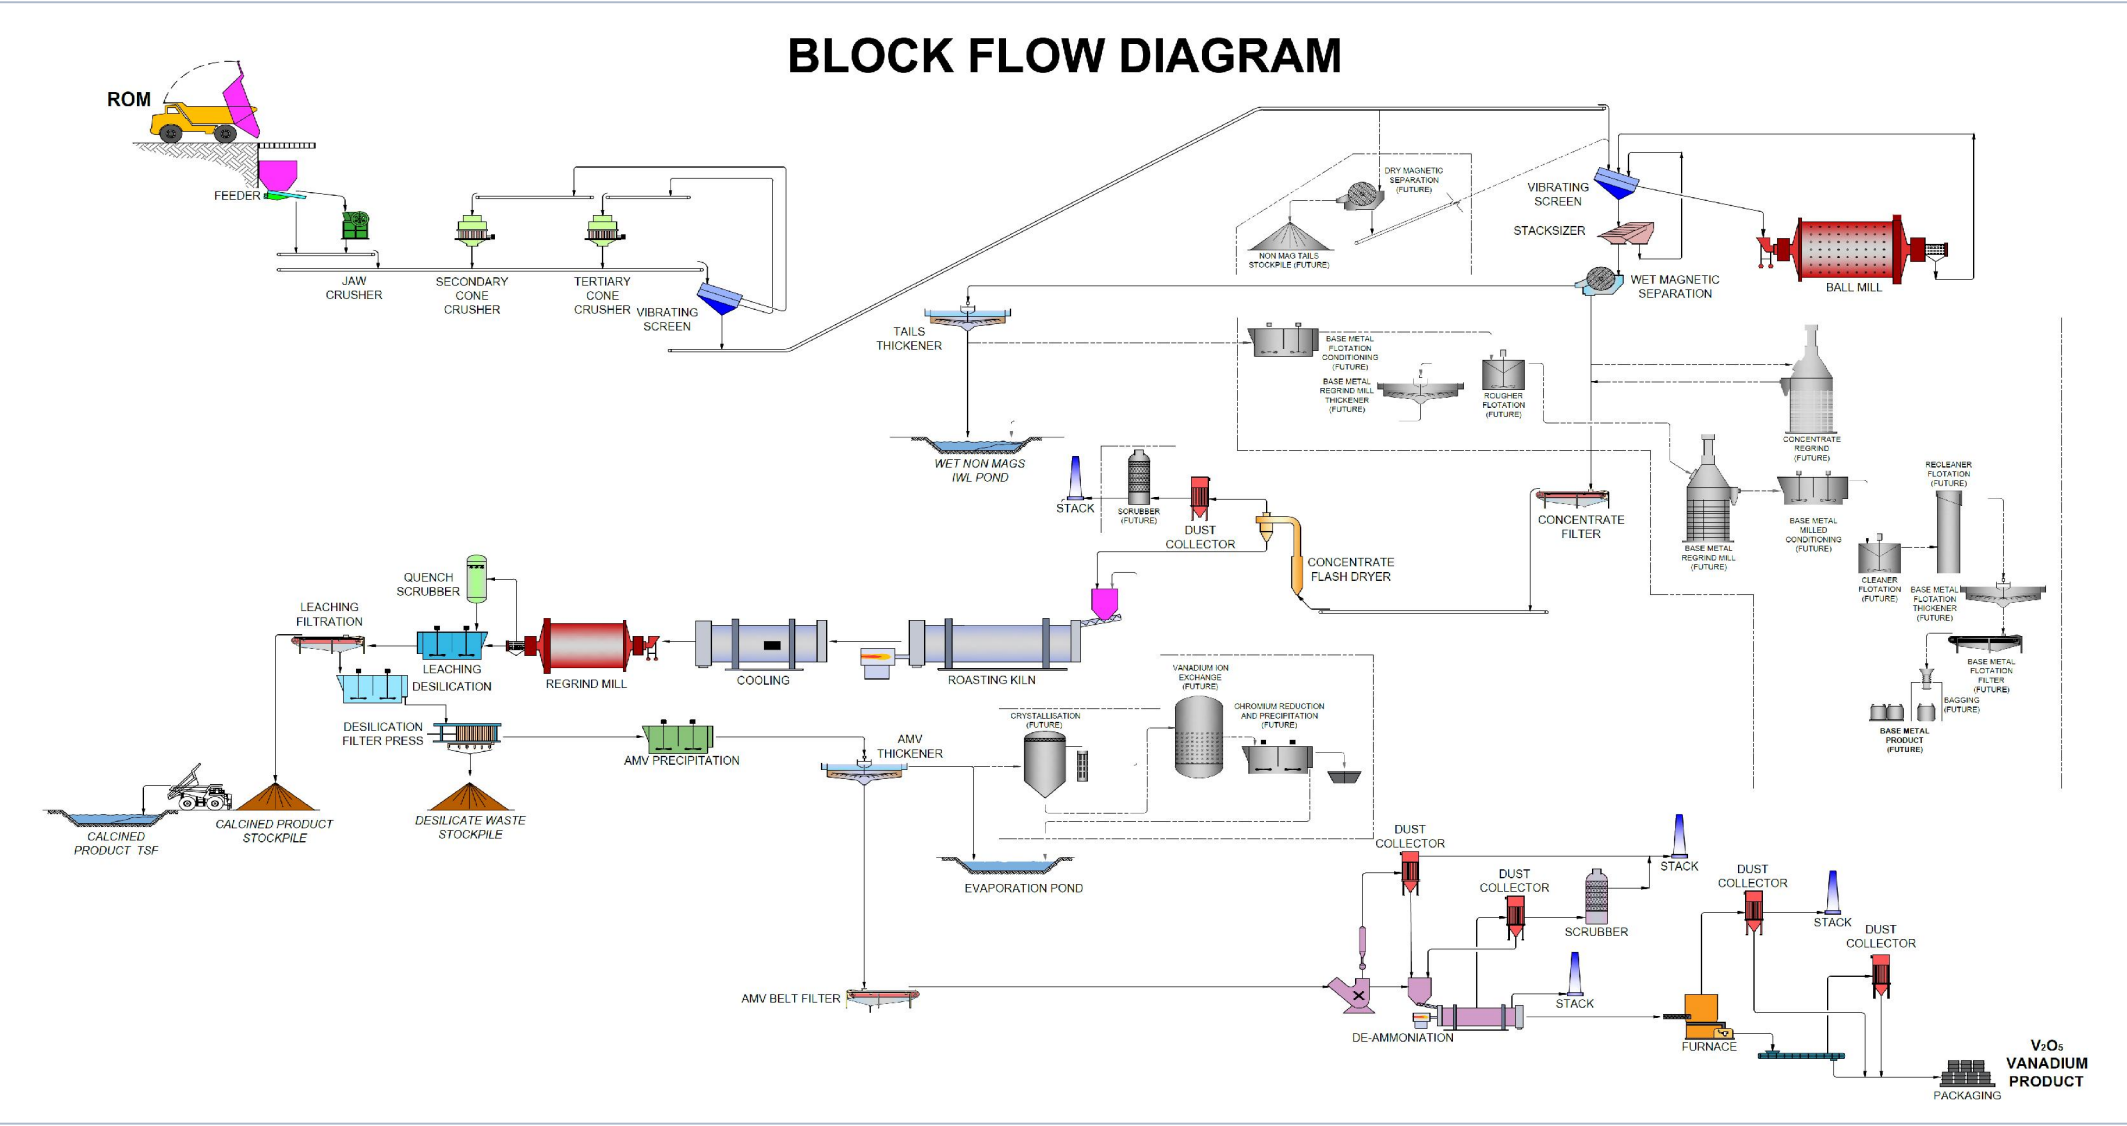 BLOCK FLOW DIAGRAM
ROM
FEEDER
JAW
CRUSHER
SECONDARY
CONE
CRUSHER
TERTIARY
CONE
CRUSHER
VIBRATING
SCREEN
DRY MAGNETIC
SEPARATION
(FUTURE)
NON MAG TAILS
STOCKPILE (FUTURE)
VIBRATING
SCREEN
STACKSIZER
WET MAGNETIC
SEPARATION
BALL MILL
TAILS
THICKENER
BASE METAL
FLOTATION
CONDITIONING
(FUTURE)
BASE METAL
REGRIND MILL
THICKENER
(FUTURE)
ROUGHER
FLOTATION
(FUTURE)
CONCENTRATE
REGRIND
(FUTURE)
WET NON MAGS
IWL POND
STACK
SCRUBBER
(FUTURE)
DUST
COLLECTOR
CONCENTRATE
FLASH DRYER
CONCENTRATE
FILTER
BASE METAL
REGRIND MILL
(FUTURE)
BASE METAL
MILLED
CONDITIONING
(FUTURE)
RECLEANER
FLOTATION
(FUTURE)
CLEANER
FLOTATION
(FUTURE)
BASE METAL
FLOTATION
THICKENER
(FUTURE)
BASE METAL
FLOTATION
FILTER
(FUTURE)
BAGGING
(FUTURE)
BASE METAL
PRODUCT
(FUTURE)
QUENCH
SCRUBBER
LEACHING
FILTRATION
LEACHING
DESILICATION
REGRIND MILL
COOLING
ROASTING KILN
DESILICATION
FILTER PRESS
AMV PRECIPITATION
AMV
THICKENER
CRYSTALLISATION
(FUTURE)
VANADIUM ION
EXCHANGE
(FUTURE)
CHROMIUM REDUCTION
AND PRECIPITATION
(FUTURE)
CALCINED
PRODUCT TSF
CALCINED PRODUCT
STOCKPILE
DESILICATE WASTE
STOCKPILE
EVAPORATION POND
DUST
COLLECTOR
DUST
COLLECTOR
SCRUBBER
STACK
STACK
DUST
COLLECTOR
STACK
DUST
COLLECTOR
AMV BELT FILTER
DE-AMMONIATION
FURNACE
V₂O₅
VANADIUM
PRODUCT
PACKAGING